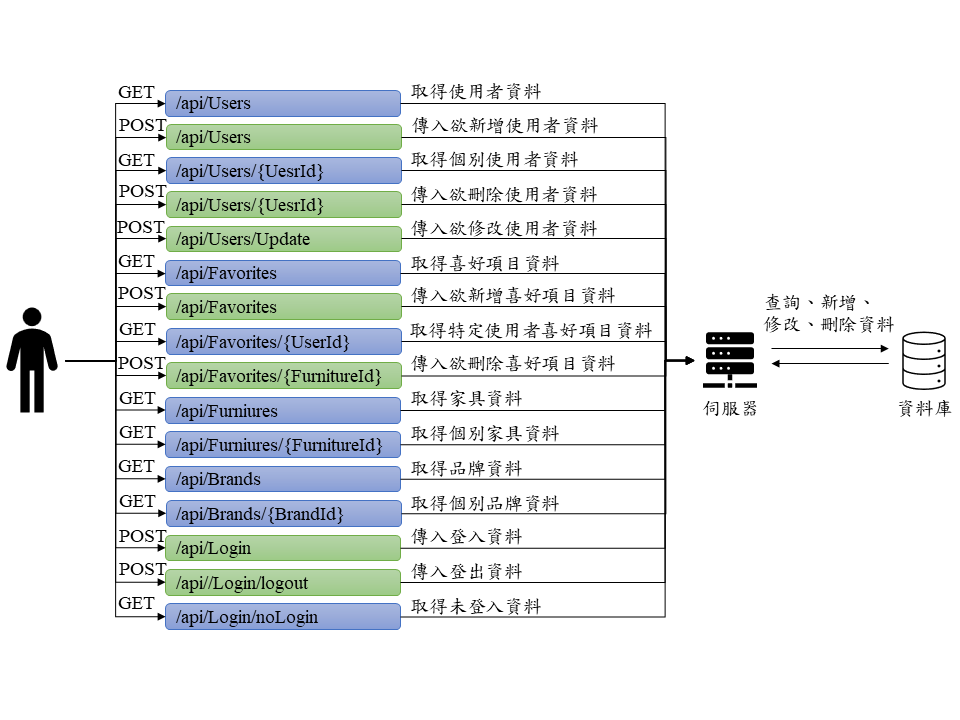 GET /api/Users 取得使用者資料
POST /api/Users 傳入欲新增使用者資料
GET /api/Users/{UesrId} 取得個別使用者資料
POST /api/Users/{UesrId} 傳入欲刪除使用者資料
POST /api/Users/Update 傳入欲修改使用者資料
GET /api/Favorites 取得喜好項目資料
POST /api/Favorites 傳入欲新增喜好項目資料
GET /api/Favorites/{UserId} 取得特定使用者喜好項目資料
POST /api/Favorites/{FurnitureId} 傳入欲刪除喜好項目資料
GET /api/Furniures 取得家具資料
GET /api/Furniures/{FurnitureId} 取得個別家具資料
GET /api/Brands 取得品牌資料
GET /api/Brands/{BrandId} 取得個別品牌資料
POST /api/Login 傳入登入資料
POST /api//Login/logout 傳入登出資料
GET /api/Login/noLogin 取得未登入資料
伺服器
查詢、新增、
修改、刪除資料
資料庫